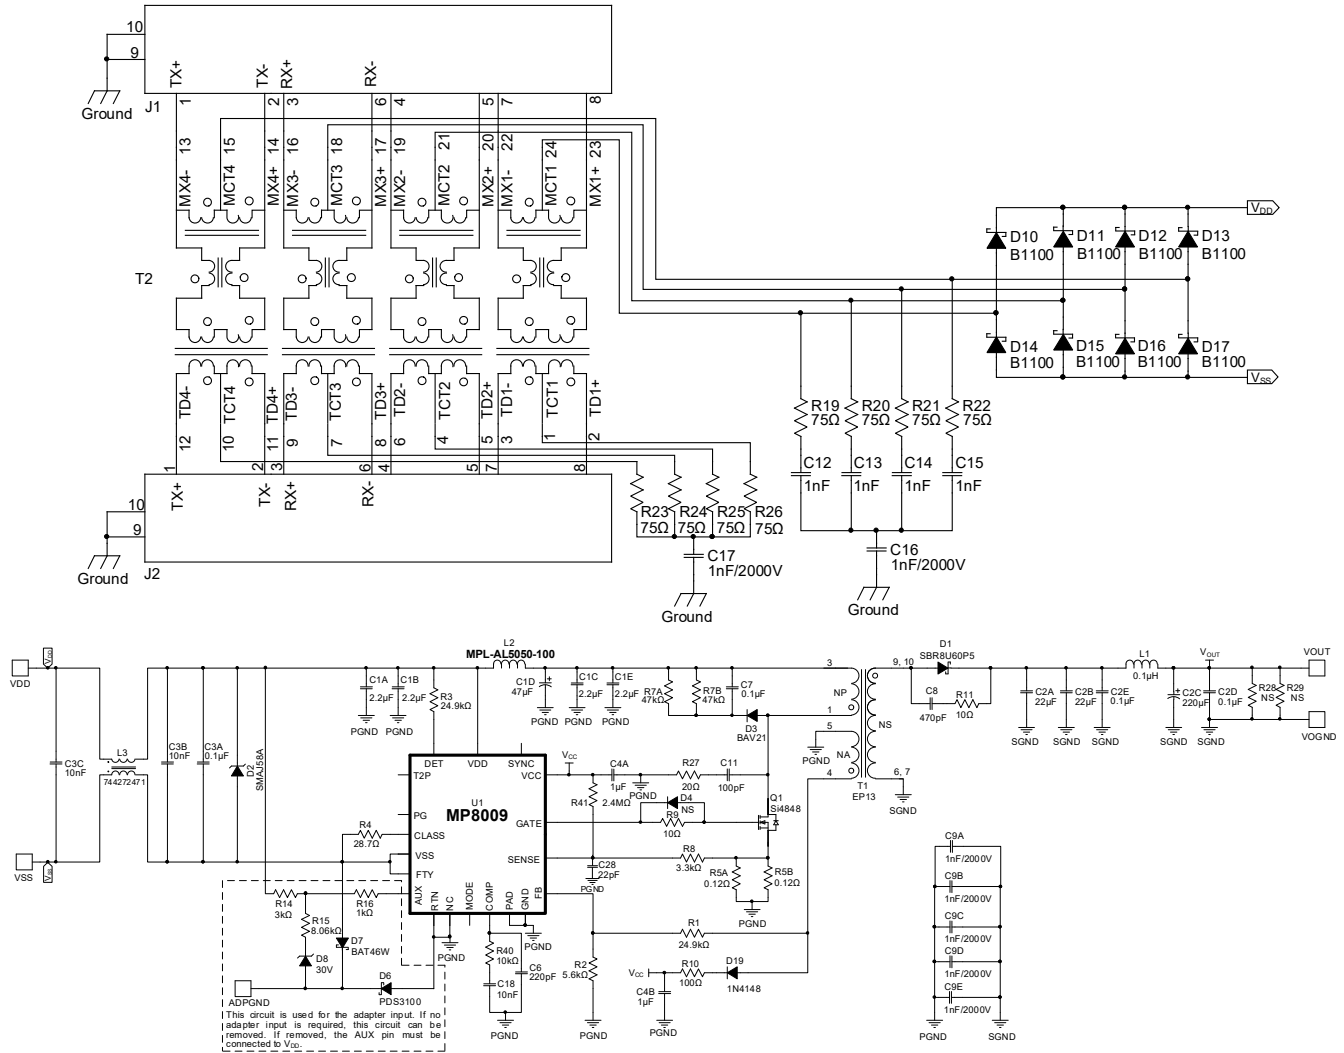 10
9
Ground
J1
TX+
TX-
RX+
RX-
1
2
3
6
4
5
7
8
13
15
14
16
18
17
19
21
20
22
24
23
MX4-
MCT4
MX4+
MX3-
MCT3
MX3+
MX2-
MCT2
MX2+
MX1-
MCT1
MX1+
T2
TD4-
TCT4
TD4+
TD3-
TCT3
TD3+
TD2-
TCT2
TD2+
TD1-
TCT1
TD1+
12
10
11
9
7
8
6
4
5
3
1
2
1
2
3
6
4
5
7
8
TX+
TX-
RX+
RX-
10
9
Ground
J2
R23
75Ω
R24
75Ω
R25
75Ω
R26
75Ω
C17
1nF/2000V
Ground
VDD
D10
B1100
D11
B1100
D12
B1100
D13
B1100
D14
B1100
D15
B1100
D16
B1100
D17
B1100
VSS
R19
75Ω
R20
75Ω
R21
75Ω
R22
75Ω
C12
1nF
C13
1nF
C14
1nF
C15
1nF
C16
1nF/2000V
Ground
VDD
VDD
VSS
VSS
C3C
10nF
L3
744272471
C3B
10nF
C3A
0.1µF
D2
SMAJ58A
C1A
2.2µF
C1B
2.2µF
PGND
PGND
R3
24.9kΩ
L2
MPL-AL5050-100
C1D
47µF
PGND
C1C
2.2µF
PGND
C1E
2.2µF
PGND
R7A
47kΩ
R7B
47kΩ
C7
0.1µF
D3
BAV21
3
NP
1
5
PGND
NA
4
9, 10
NS
6, 7
T1
EP13
SGND
D1
SBR8U60P5
C8
470pF
R11
10Ω
C2A
22µF
SGND
C2B
22µF
SGND
C2E
0.1µF
SGND
L1
0.1µH
C2C
220µF
SGND
VOUT
C2D
0.1µF
SGND
R28
NS
R29
NS
VOUT
VOGND
DET
VDD
SYNC
T2P
VCC
U1
MP8009
PG
GATE
CLASS
VSS
SENSE
FTY
AUX
RTN
NC
MODE
COMP
PAD
GND
FB
R4
28.7Ω
VCC
C4A
1µF
PGND
R41
2.4MΩ
R27
20Ω
C11
100pF
D4
NS
R9
10Ω
Q1
Si4848
C28
22pF
PGND
R8
3.3kΩ
R5A
0.12Ω
R5B
0.12Ω
PGND
R14
3kΩ
R16
1kΩ
R15
8.06kΩ
D8
30V
D7
BAT46W
D6
PDS3100
ADPGND
This circuit is used for the adapter input. If no
adapter input is required, this circuit can be
removed. If removed, the AUX pin must be
connected to VDD.
PGND
PGND
R40
10kΩ
C18
10nF
C6
220pF
PGND
R2
5.6kΩ
PGND
R1
24.9kΩ
VCC
R10
100Ω
D19
1N4148
C4B
1µF
PGND
C9A
1nF/2000V
C9B
1nF/2000V
C9C
1nF/2000V
C9D
1nF/2000V
C9E
1nF/2000V
PGND
SGND